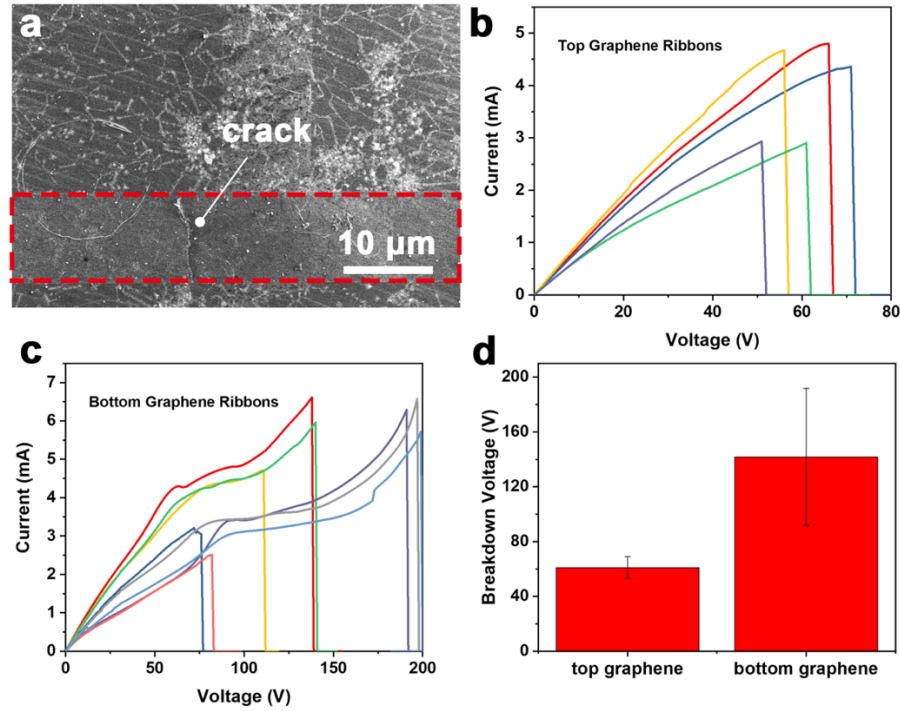 a
crack
10 μm
b
Top Graphene Ribbons
5
4
3
2
1
0
Current (mA)
0 20 40 60 80
Voltage (V)
c
Bottom Graphene Ribbons
7
6
5
4
3
2
1
0
Current (mA)
0 50 100 150 200
Voltage (V)
d
200
160
120
80
40
0
Breakdown Voltage (V)
top graphene bottom graphene